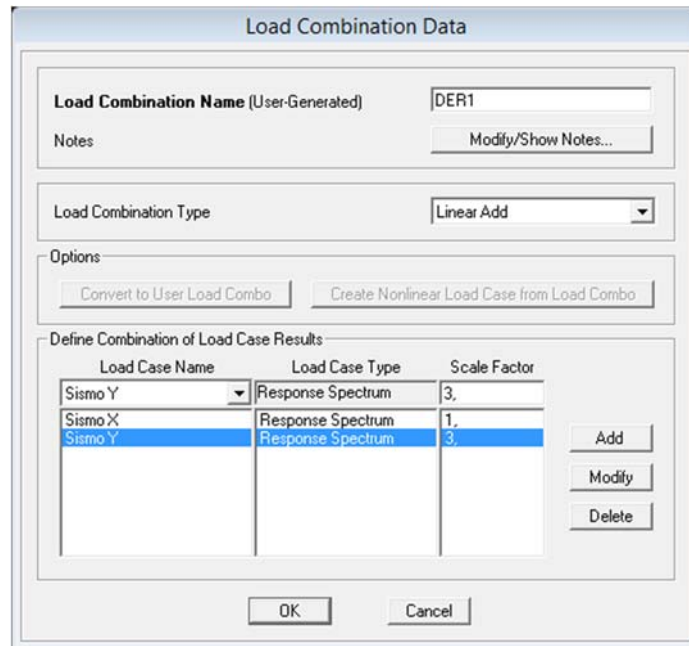 Load Combination Data
Load Combination Name (User-Generated) DER1
Notes Modify/Show Notes...
Load Combination Type Linear Add
Options
Convert to User Load Combo Create Nonlinear Load Case from Load Combo
Define Combination of Load Case Results
Load Case Name Load Case Type Scale Factor
Sismo Y Response Spectrum 3,
Sismo X Response Spectrum 1,
Sismo Y Response Spectrum 3,
Add
Modify
Delete
OK Cancel